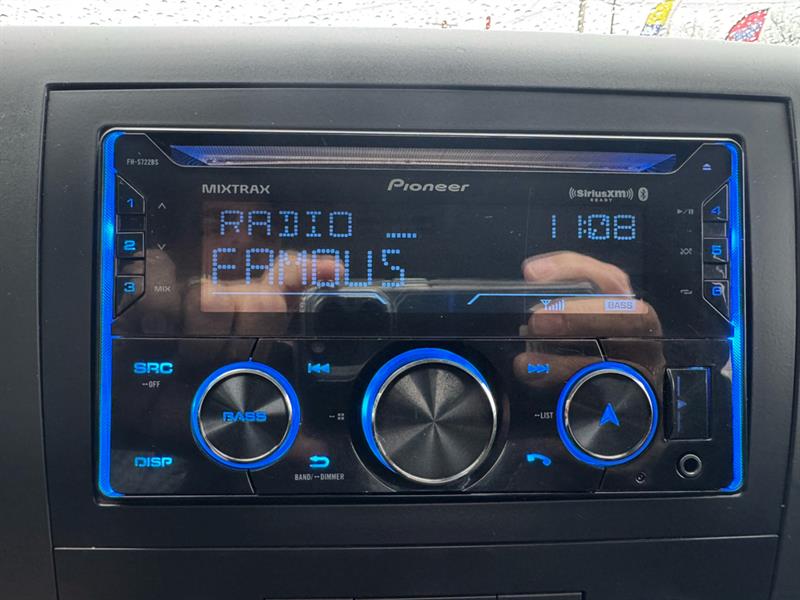 FH-S722BS
MIXTRAX
Pioneer
SiriusXM
READY
1
2
3
MIX
RADIO
11:08
FAMOUS
BASS
4
5
6
SRC
OFF
DISP
BASS
BAND/ DIMMER
LIST